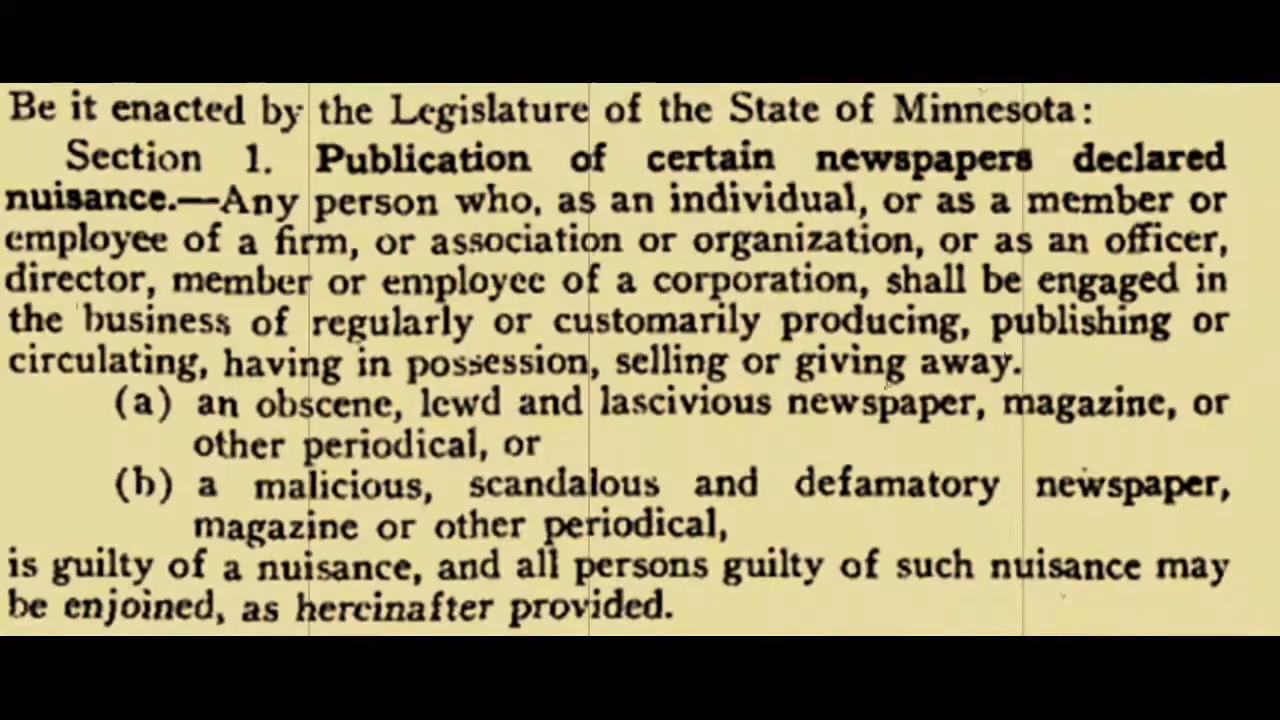 Be it enacted by the Legislature of the State of Minnesota:
Section 1. Publication of certain newspapers declared
nuisance.—Any person who, as an individual, or as a member or
employee of a firm, or association or organization, or as an officer,
director, member or employee of a corporation, shall be engaged in
the business of regularly or customarily producing, publishing or
circulating, having in possession, selling or giving away.
(a) an obscene, lewd and lascivious newspaper, magazine, or
other periodical, or
(b) a malicious, scandalous and defamatory newspaper,
magazine or other periodical,
is guilty of a nuisance, and all persons guilty of such nuisance may
be enjoined, as hereinafter provided.